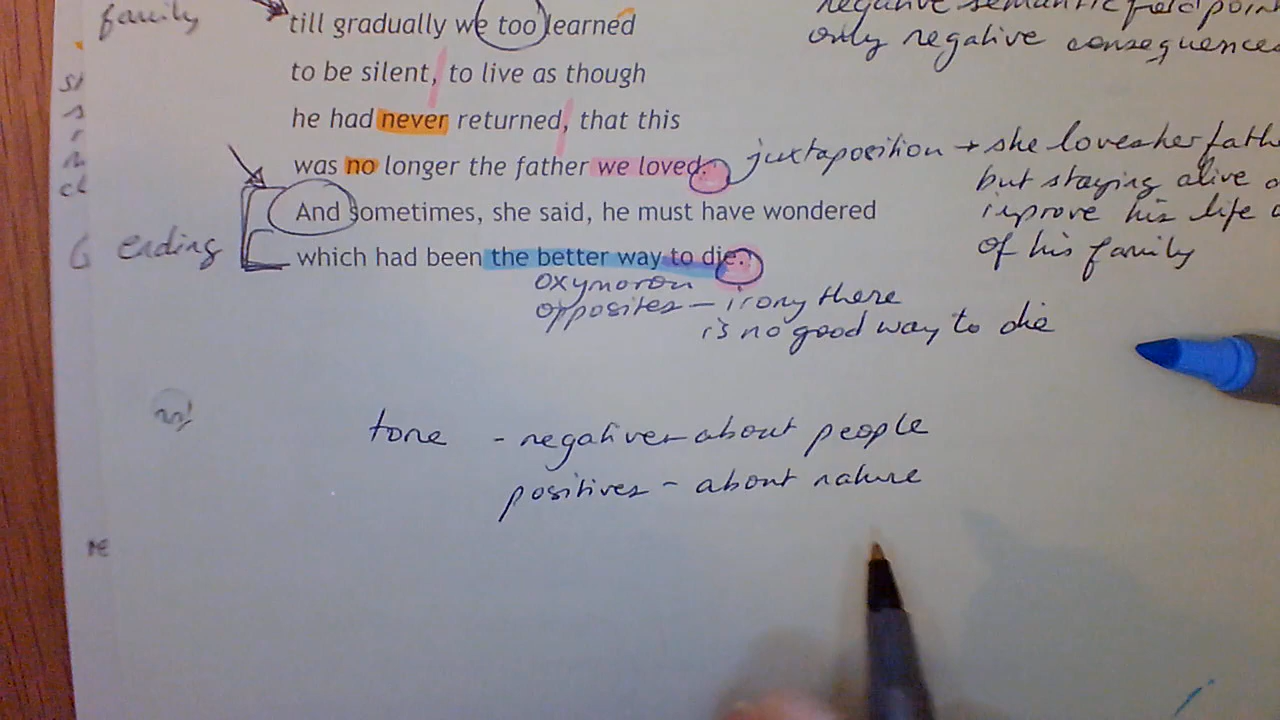 family
till gradually we too learned
negative semantic field point
only negative consequences
to be silent, to live as though
he had never returned, that this
juxtaposition → she loves her fath
was no longer the father we loved.
but staying alive
And sometimes, she said, he must have wondered
improve his life
ending
of his family
which had been the better way to die.
oxymoron
opposites – irony there
is no good way to die
tone - negatives about people
positives - about nature